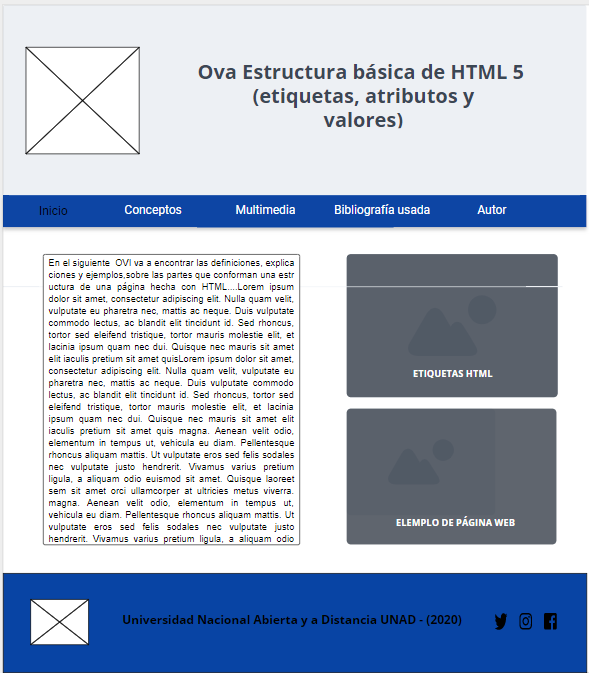 Ova Estructura básica de HTML 5
(etiquetas, atributos y
valores)
Inicio
Conceptos
Multimedia
Bibliografía usada
Autor
En el siguiente OVI va a encontrar las definiciones, explica
ciones y ejemplos,sobre las partes que conforman una estr
uctura de una página hecha con HTML....Lorem ipsum
dolor sit amet, consectetur adipiscing elit. Nulla quam velit,
vulputate eu pharetra nec, mattis ac neque. Duis vulputate
commodo lectus, ac blandit elit tincidunt id. Sed rhoncus,
tortor sed eleifend tristique, tortor mauris molestie elit, et
lacinia ipsum quam nec dui. Quisque nec mauris sit amet
elit iaculis pretium sit amet quisLorem ipsum dolor sit amet,
consectetur adipiscing elit. Nulla quam velit, vulputate eu
pharetra nec, mattis ac neque. Duis vulputate commodo
lectus, ac blandit elit tincidunt id. Sed rhoncus, tortor sed
eleifend tristique, tortor mauris molestie elit, et lacinia
ipsum quam nec dui. Quisque nec mauris sit amet elit
iaculis pretium sit amet quis magna. Aenean velit odio,
elementum in tempus ut, vehicula eu diam. Pellentesque
rhoncus aliquam mattis. Ut vulputate eros sed felis sodales
nec vulputate justo hendrerit. Vivamus varius pretium
ligula, a aliquam odio euismod sit amet. Quisque laoreet
sem sit amet orci ullamcorper at ultricies metus viverra.
magna. Aenean velit odio, elementum in tempus ut,
vehicula eu diam. Pellentesque rhoncus aliquam mattis. Ut
vulputate eros sed felis sodales nec vulputate justo
hendrerit. Vivamus varius pretium ligula, a aliquam odio
ETIQUETAS HTML
ELEMPLO DE PÁGINA WEB
Universidad Nacional Abierta y a Distancia UNAD - (2020)